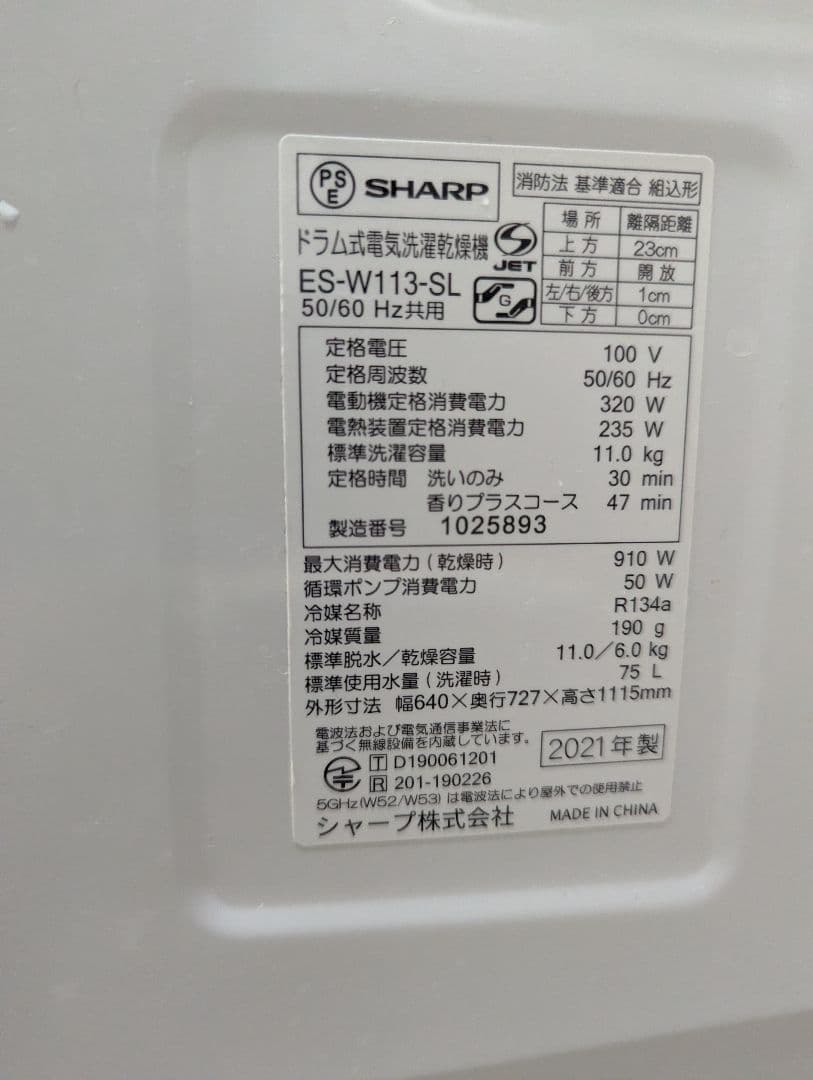 PSE SHARP
消防法 基準適合 組込形
場所 離隔距離
上方 23cm
前方 開放
左/右/後方 1cm
下方 0cm
ドラム式電気洗濯乾燥機
JET
ES-W113-SL
G
50/60 Hz共用
定格電圧 100 V
定格周波数 50/60 Hz
電動機定格消費電力 320 W
電熱装置定格消費電力 235 W
標準洗濯容量 11.0 kg
定格時間 洗いのみ 30 min
香りプラスコース 47 min
製造番号 1025893
最大消費電力(乾燥時) 910 W
循環ポンプ消費電力 50 W
冷媒名称 R134a
冷媒質量 190 g
標準脱水/乾燥容量 11.0/6.0 kg
標準使用水量(洗濯時) 75 L
外形寸法 幅640×奥行727×高さ1115mm
電波法および電気通信事業法に
基づく無線設備を内蔵しています。
2021年製
T D190061201
R 201-190226
5GHz(W52/W53)は電波法により屋外での使用禁止
シャープ株式会社 MADE IN CHINA